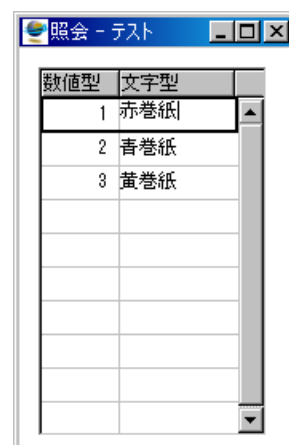 照会 - テスト
数値型 文字型
1 赤巻紙
2 青巻紙
3 黄巻紙